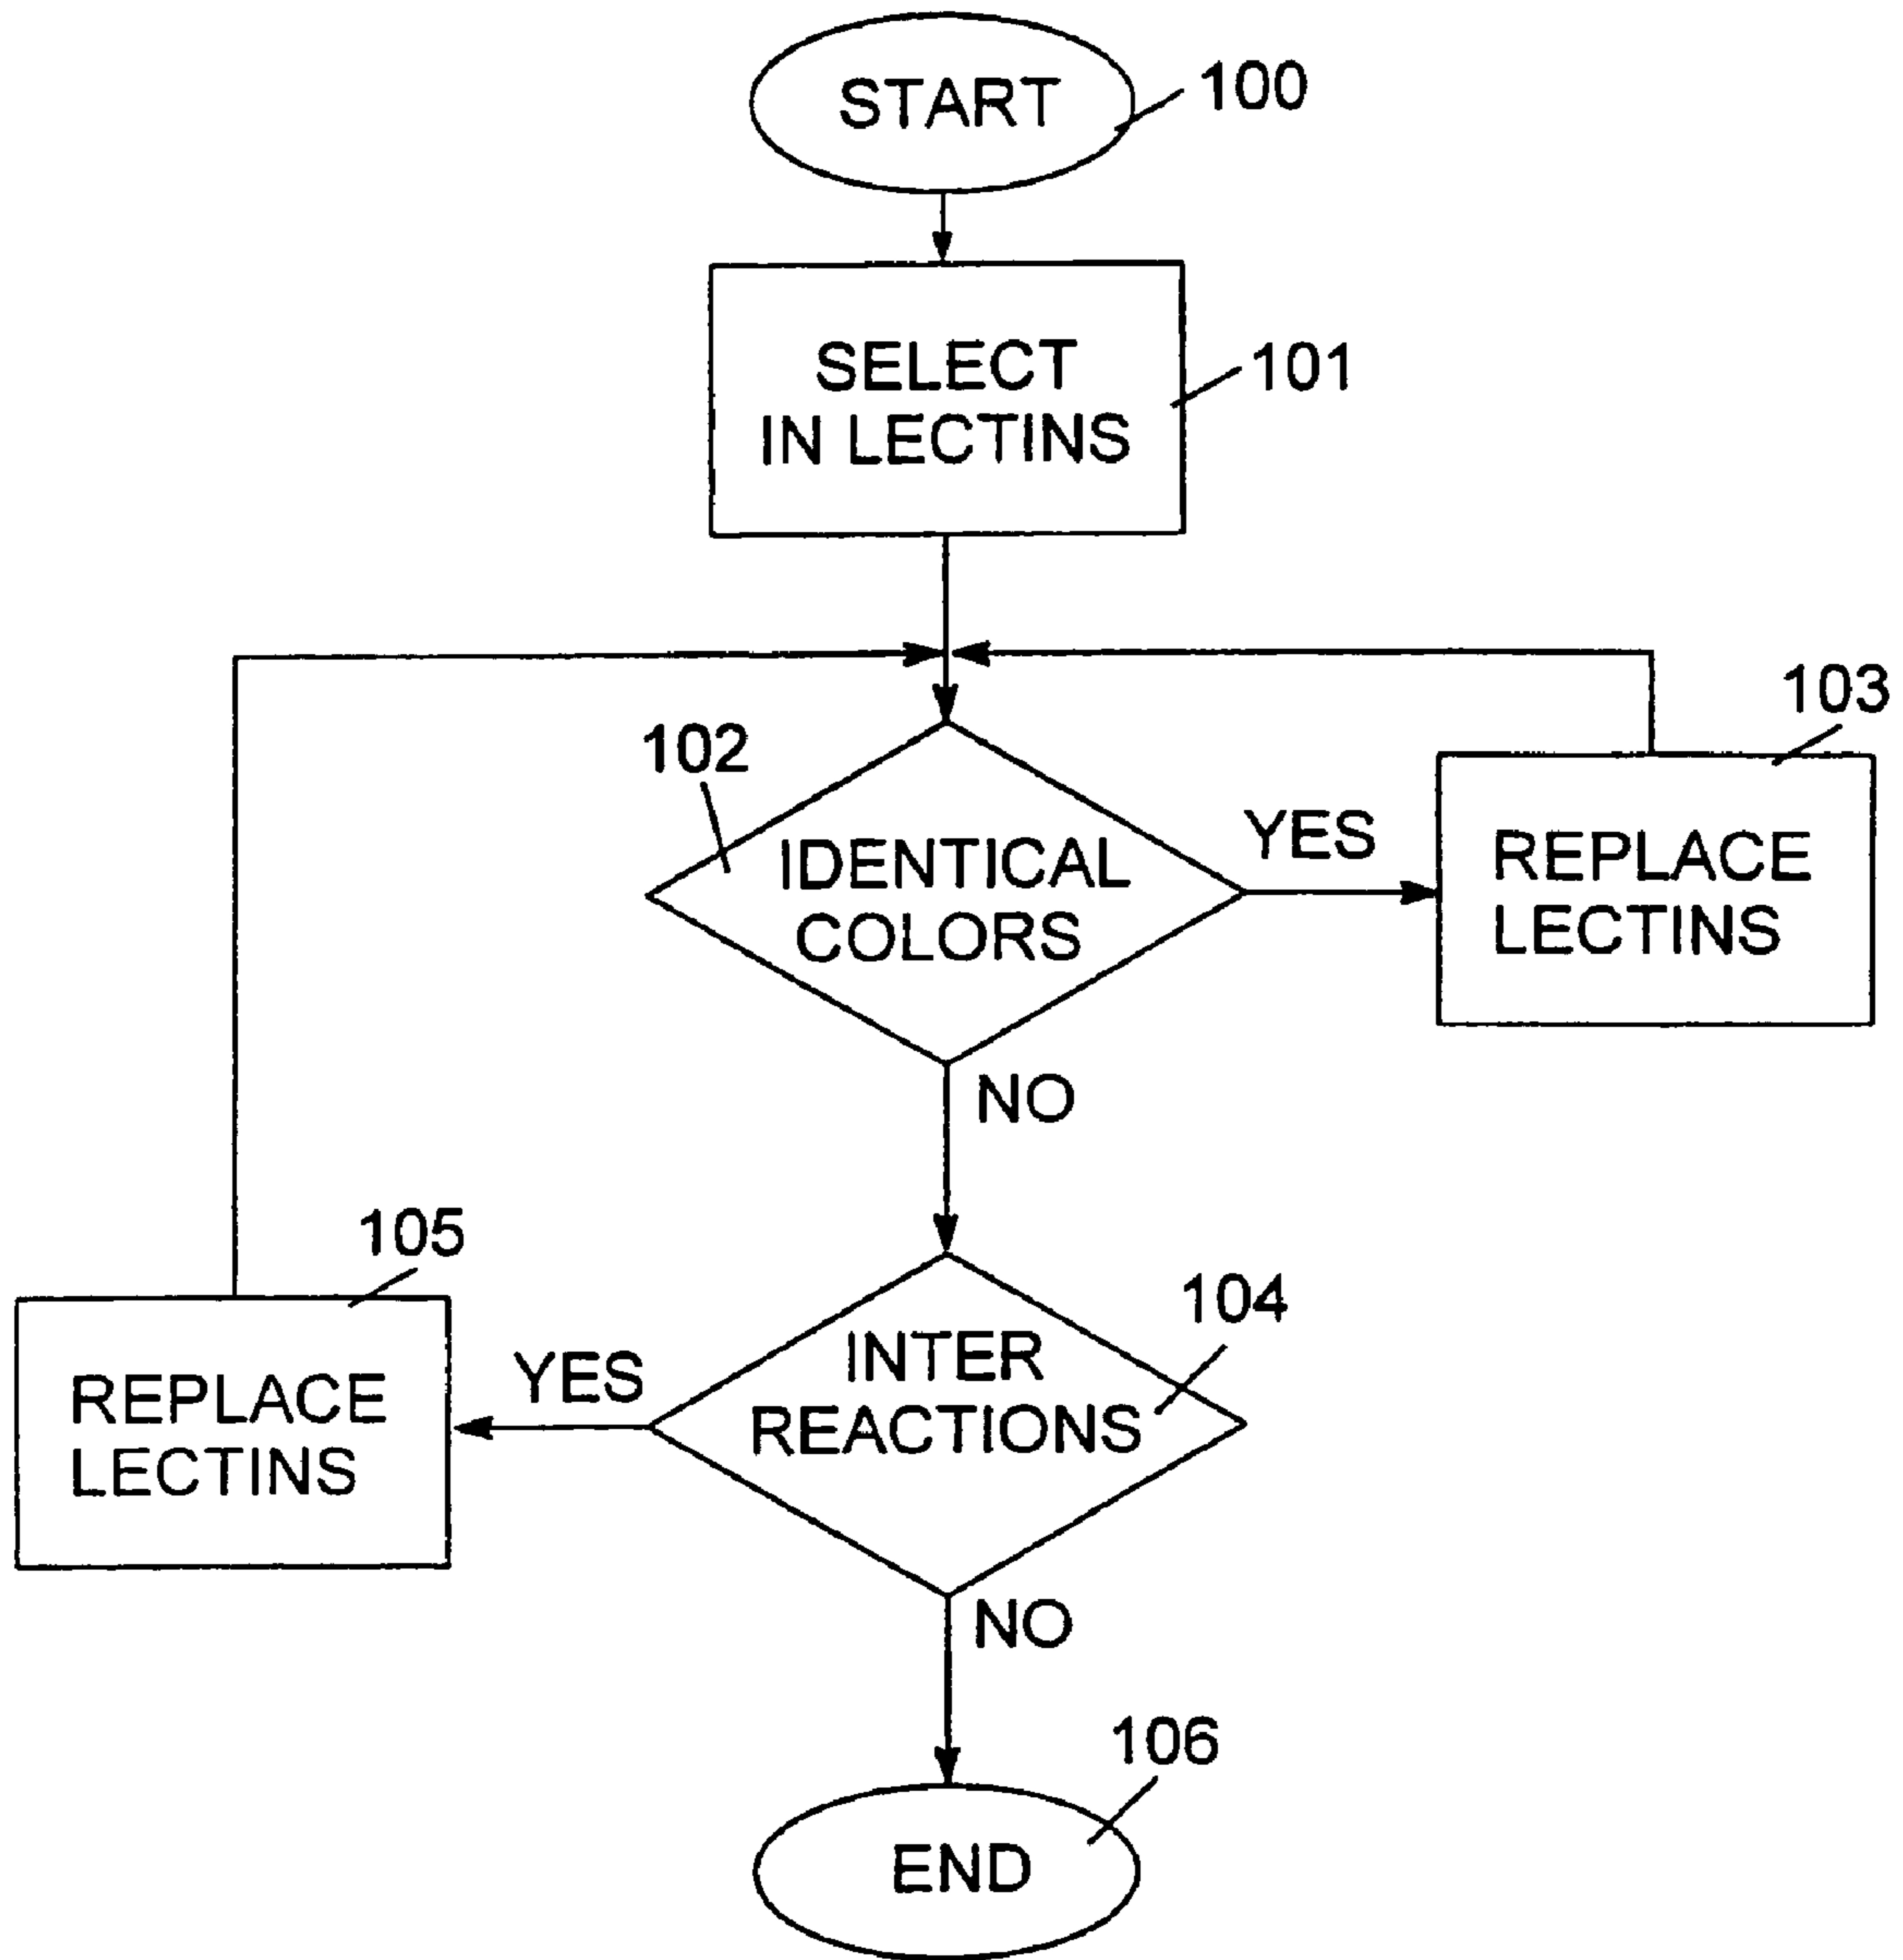 START
100
SELECT
IN LECTINS
101
102
IDENTICAL
COLORS
YES
103
REPLACE
LECTINS
NO
105
REPLACE
LECTINS
YES
INTER
REACTIONS
104
NO
106
END